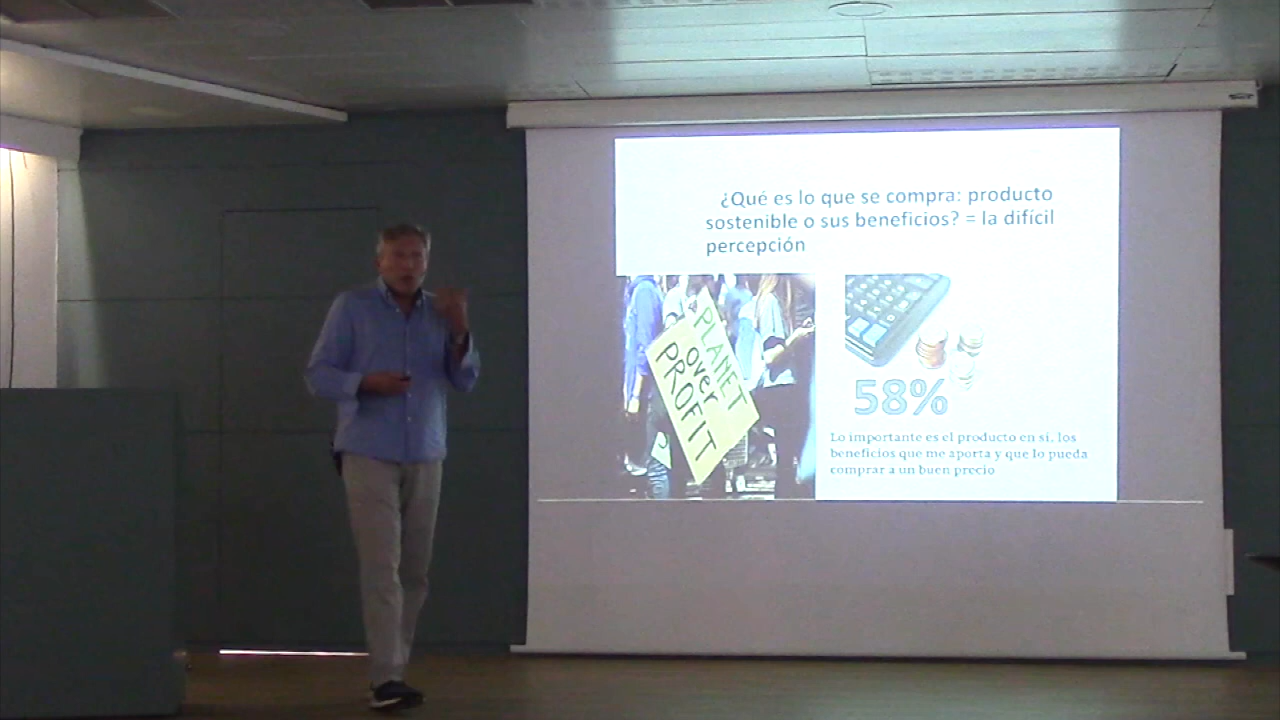 ¿Qué es lo que se compra: producto
sostenible o sus beneficios? = la difícil
percepción
PLANET
over
PROFIT
58%
Lo importante es el producto en si, los
beneficios que me aporta y que lo pueda
comprar a un buen precio